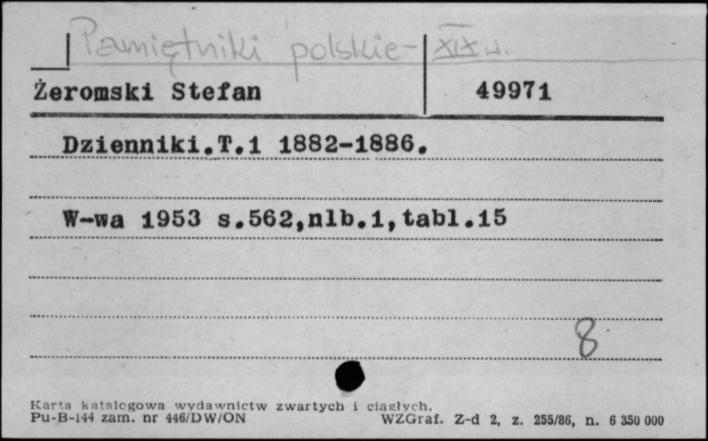 Pamiętniki polskie - XIX w.
Żeromski Stefan 49971
Dzienniki.T.1 1882-1886.
W-wa 1953 s.562,nlb.1,tabl.15
8
Karta katalogowa wydawnictw zwartych i ciągłych.
Pu-B-144 zam. nr 446/DW/ON WZGraf. Z-d 2, z. 255/86, n. 6 350 000